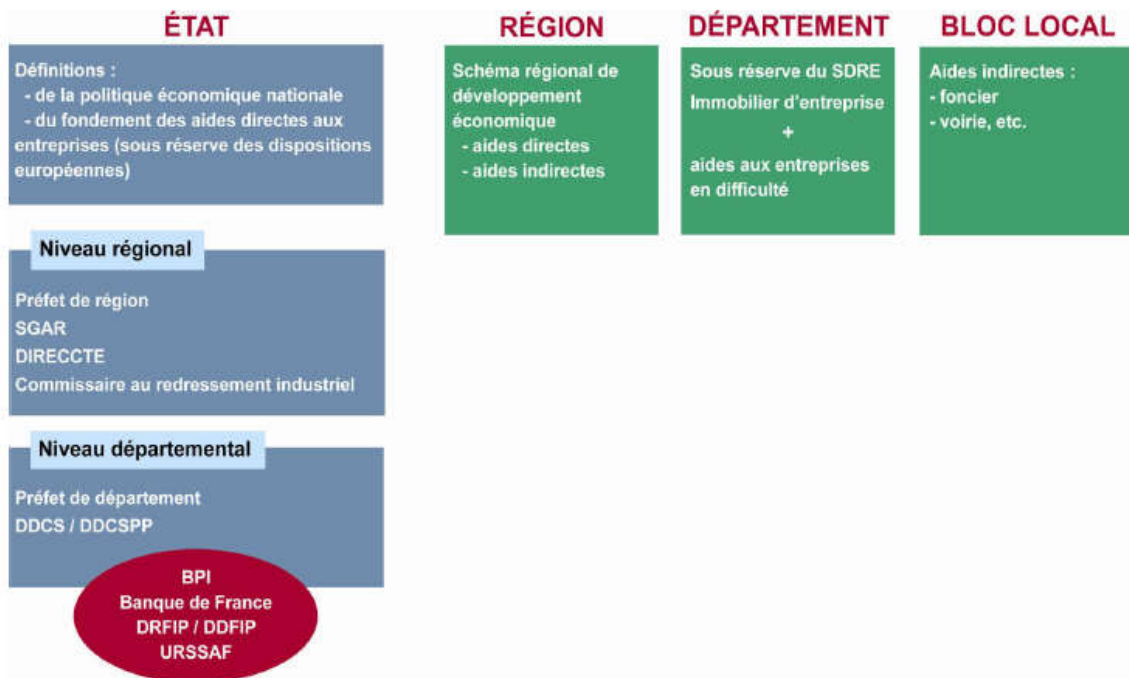 ÉTAT
Définitions :
- de la politique économique nationale
- du fondement des aides directes aux
entreprises (sous réserve des dispositions
européennes)
Niveau régional
Préfet de région
SGAR
DIRECCTE
Commissaire au redressement industriel
Niveau départemental
Préfet de département
DDCS / DDCSPP
BPI
Banque de France
DRFIP / DDFIP
URSSAF
RÉGION
Schéma régional de
développement
économique
- aides directes
- aides indirectes
DÉPARTEMENT
Sous réserve du SDRE
Immobilier d'entreprise
+
aides aux entreprises
en difficulté
BLOC LOCAL
Aides indirectes :
- foncier
- voirie, etc.